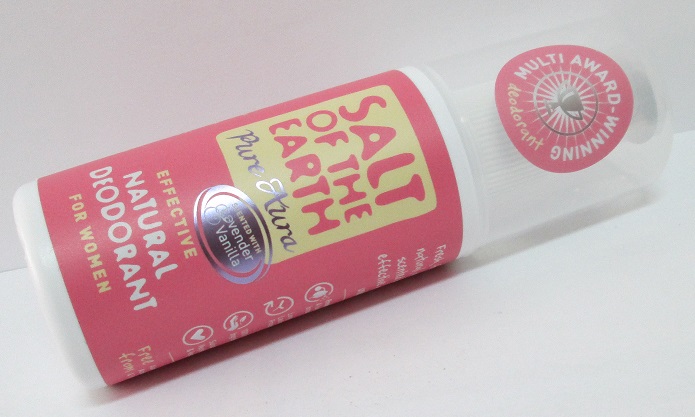 MULTI AWARD-WINNING
deodorant
SALT
OF THE
EARTH
Pure Aura
SCENTED WITH
Lavender
& Vanilla
EFFECTIVE
NATURAL
DEODORANT
FOR WOMEN